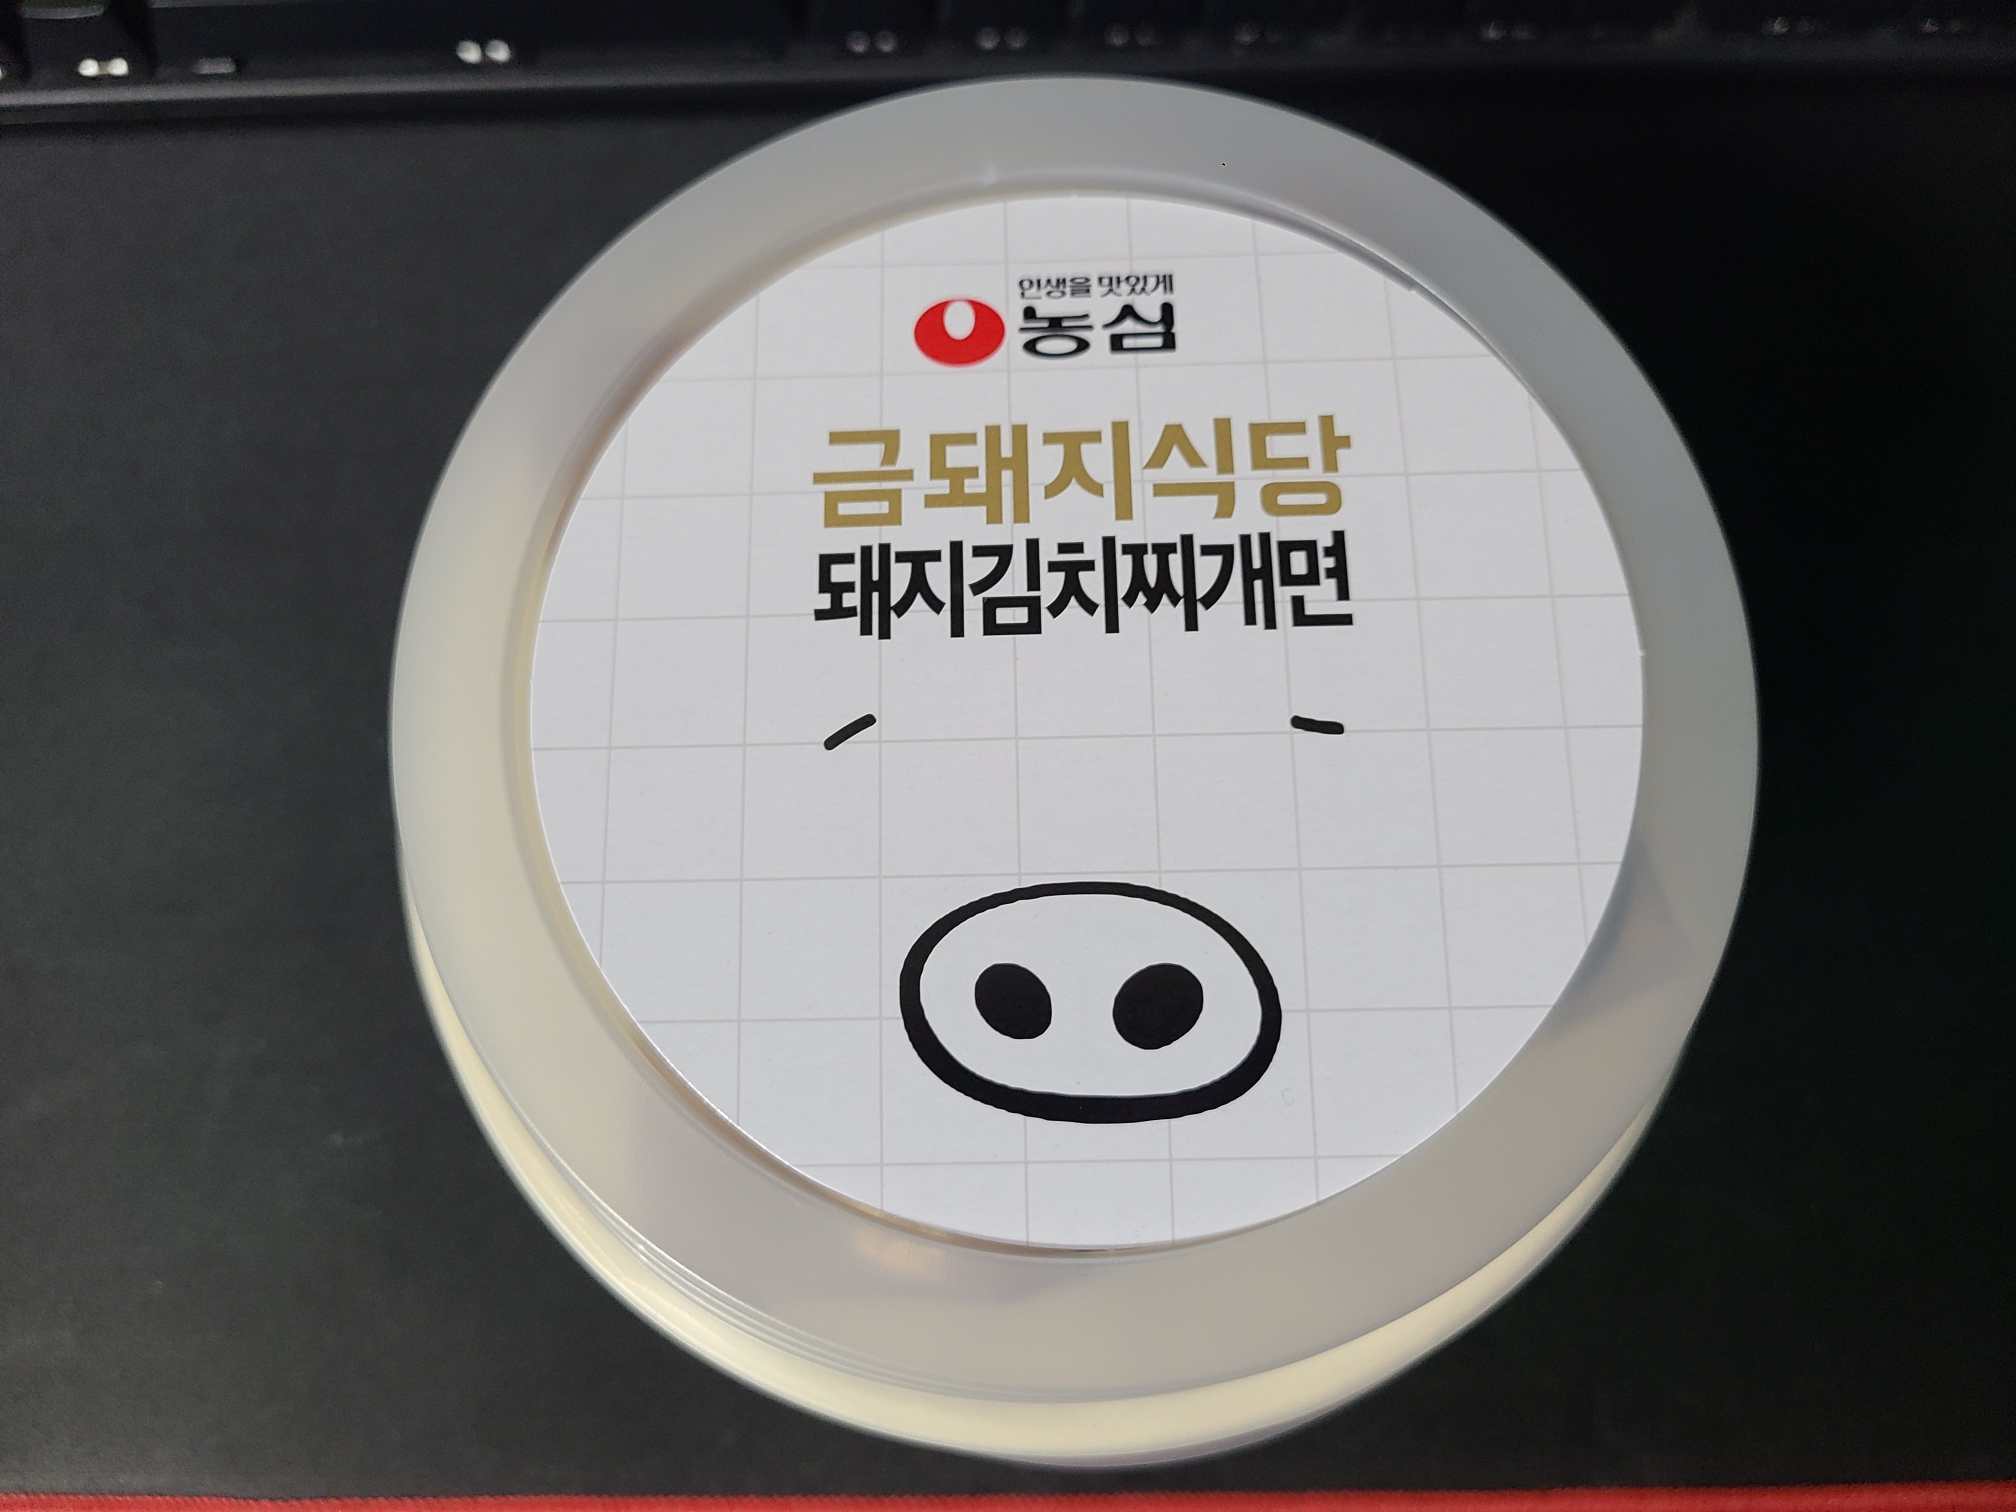 인생을 맛있게
농심
금돼지식당
돼지김치찌개면